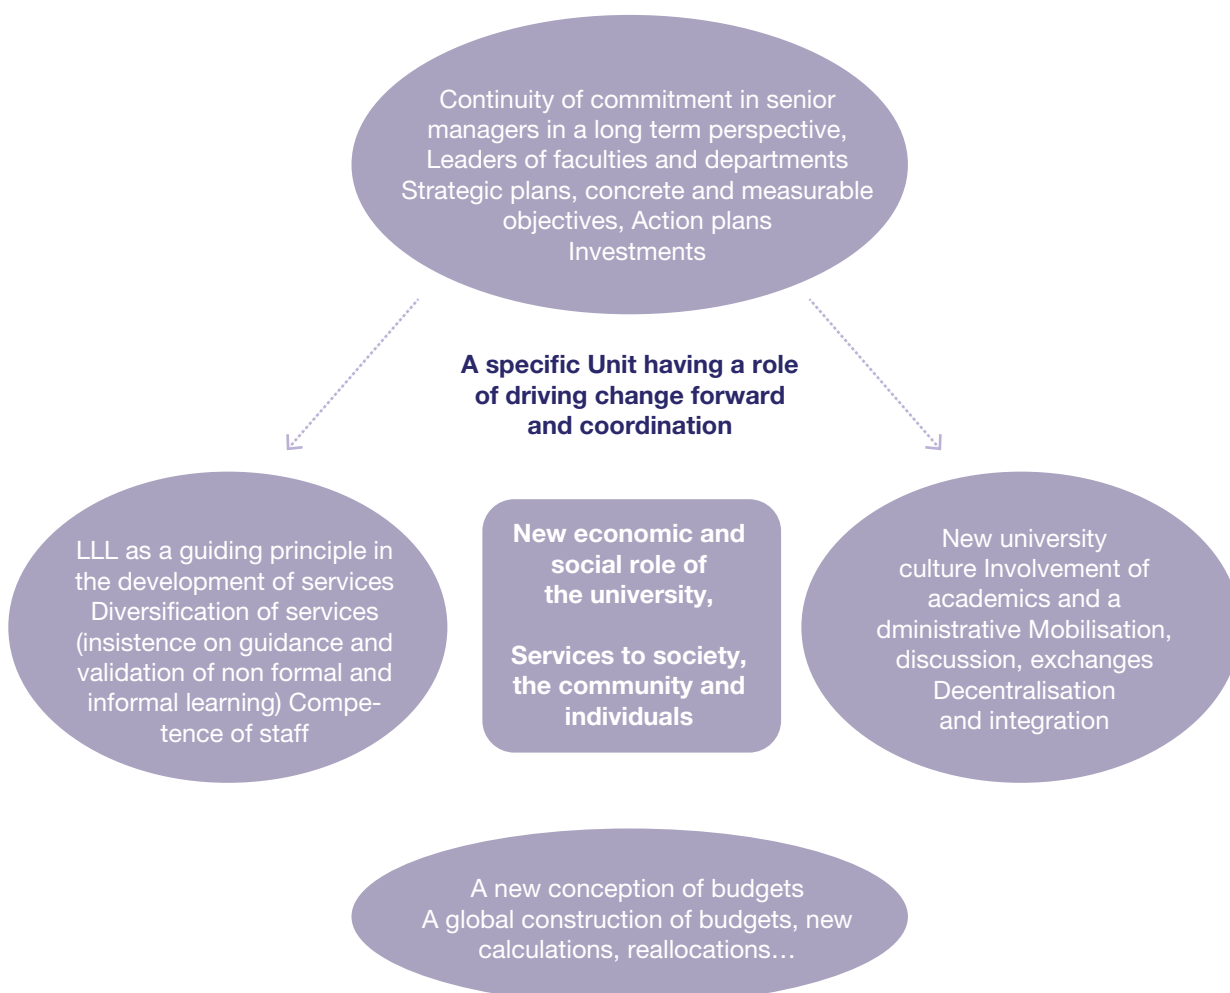 Continuity of commitment in senior
managers in a long term perspective,
Leaders of faculties and departments
Strategic plans, concrete and measurable
objectives, Action plans
Investments
A specific Unit having a role
of driving change forward
and coordination
LLL as a guiding principle in
the development of services
Diversification of services
(insistence on guidance and
validation of non formal and
informal learning) Compe-
tence of staff
New economic and
social role of
the university,
Services to society,
the community and
individuals
New university
culture Involvement of
academics and a
dministrative Mobilisation,
discussion, exchanges
Decentralisation
and integration
A new conception of budgets
A global construction of budgets, new
calculations, reallocations…